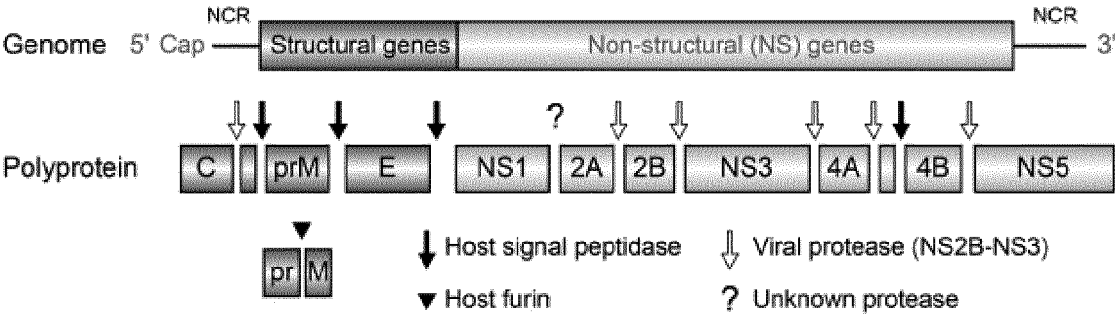 NCR NCR
Genome 5' Cap Structural genes Non-structural (NS) genes 3'
?
Polyprotein C prM E NS1 2A 2B NS3 4A 4B NS5
pr M
Host signal peptidase Viral protease (NS2B-NS3)
Host furin ? Unknown protease